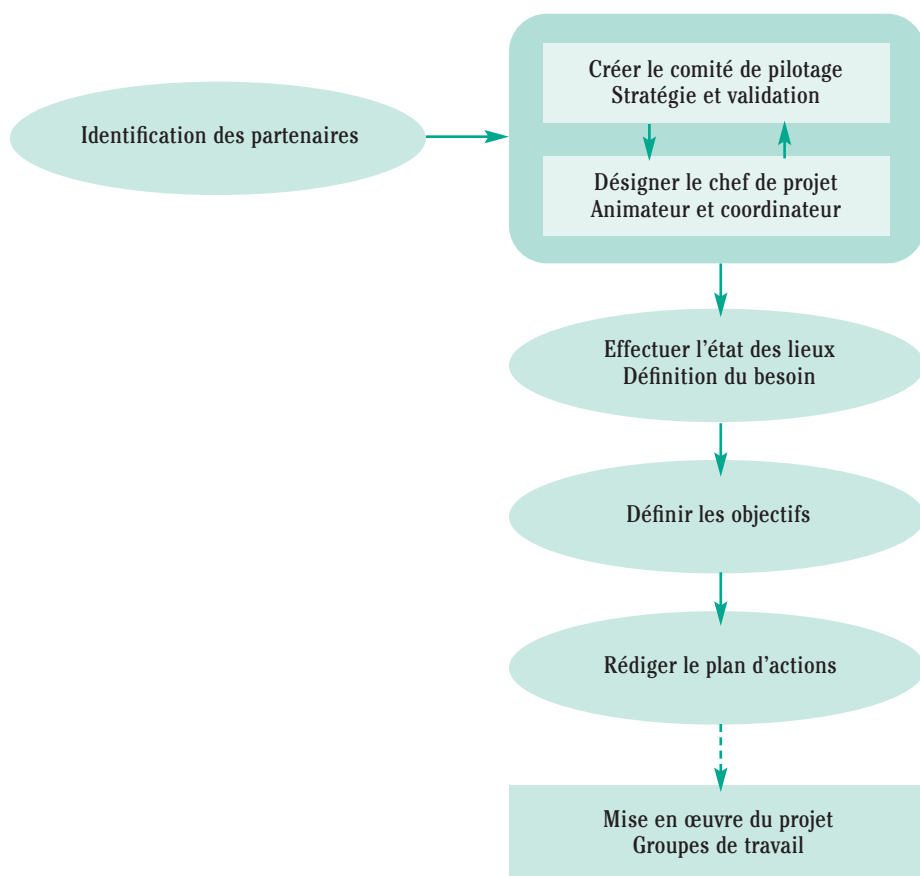 Créer le comité de pilotage
Stratégie et validation
Identification des partenaires
Désigner le chef de projet
Animateur et coordinateur
Effectuer l'état des lieux
Définition du besoin
Définir les objectifs
Rédiger le plan d'actions
Mise en œuvre du projet
Groupes de travail